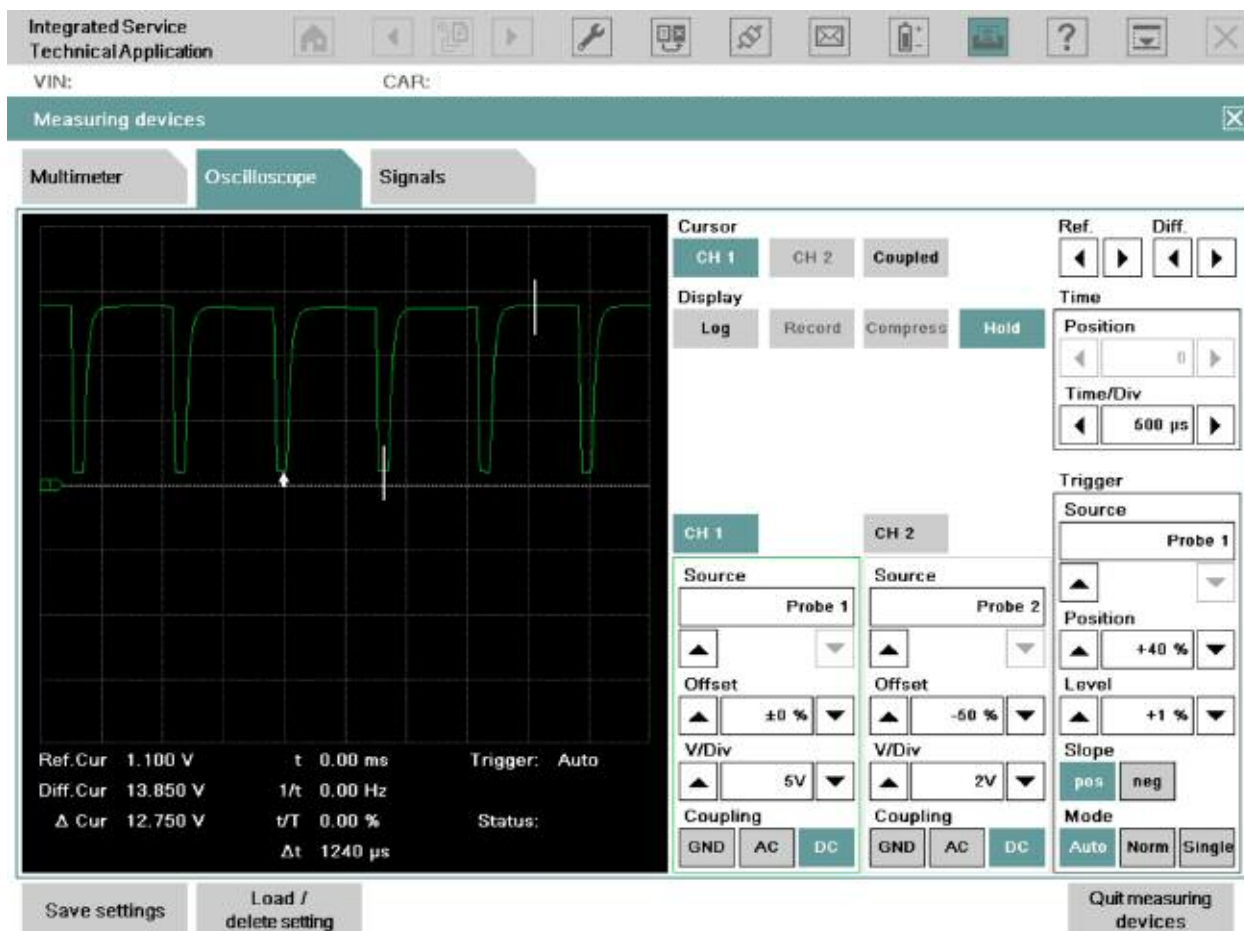 Integrated Service
Technical Application
VIN: CAR:
Measuring devices
Multimeter Oscilloscope Signals
Cursor
CH 1 CH 2 Coupled
Ref. Diff.
Display
Log Record Compress Hold
Time
Position
0
Time/Div
500 µs
Trigger
Source
Probe 1
Position
+40 %
Level
+1 %
Slope
pos neg
Mode
Auto Norm Single
CH 1 CH 2
Source Source
Probe 1 Probe 2
Offset Offset
±0 % -50 %
V/Div V/Div
5V 2V
Coupling Coupling
GND AC DC GND AC DC
1
Ref.Cur 1.100 V t 0.00 ms Trigger: Auto
Diff.Cur 13.850 V 1/t 0.00 Hz
Δ Cur 12.750 V t/T 0.00 % Status:
Δt 1240 µs
Save settings
Load /
delete setting
Quit measuring
devices